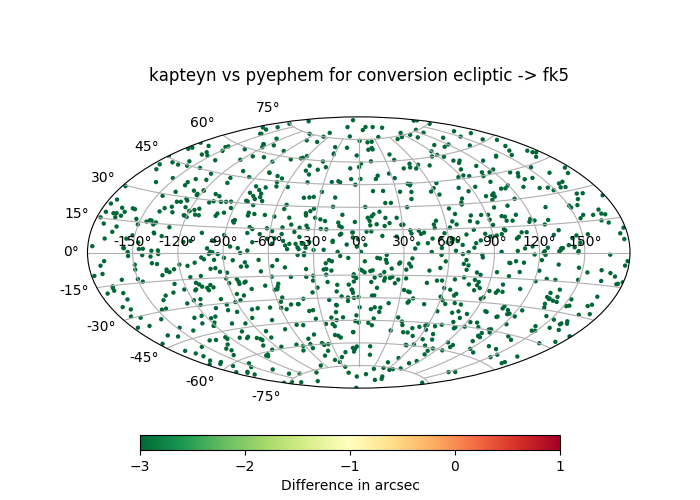 kapteyn vs pyephem for conversion ecliptic -> fk5
75°
60°
45°
30°
15°
0°
-150° -120° -90° -60° -30° 0° 30° 60° 90° 120° 150°
-15°
-30°
-45°
-60°
-75°
−3 −2 −1 0 1
Difference in arcsec